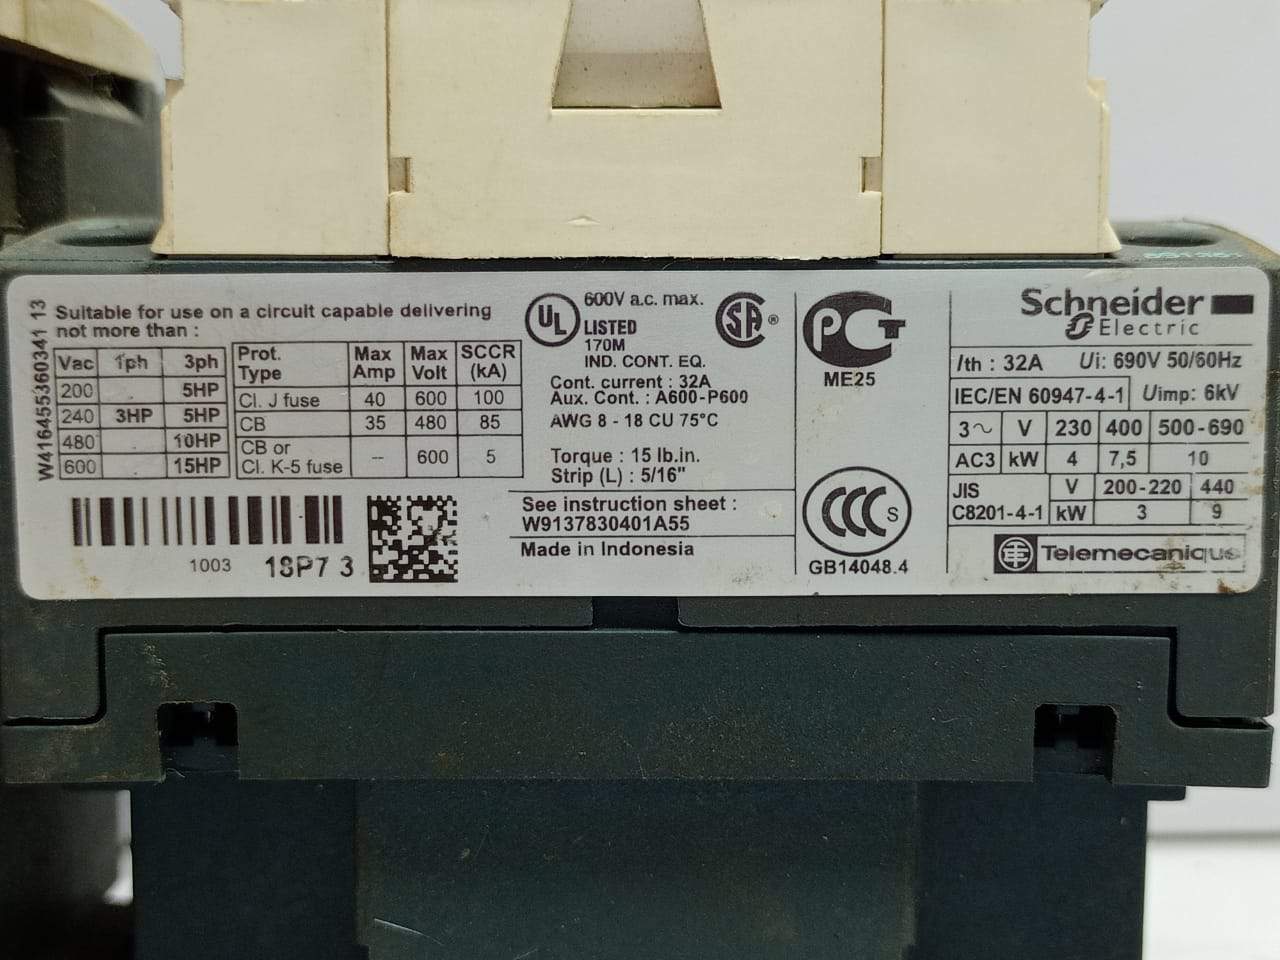 W416455360341 13
Suitable for use on a circuit capable delivering
not more than :
Vac 1ph 3ph
200 . 5HP
240 3HP 5HP
480 . 10HP
600 . 15HP
Prot. Type Max Amp Max Volt SCCR (kA)
Cl. J fuse 40 600 100
CB 35 480 85
CB or Cl. K-5 fuse -- 600 5
1003 18P7 3
UL
600V a.c. max.
LISTED
170M
IND. CONT. EQ.
SA ®
Cont. current : 32A
Aux. Cont. : A600-P600
AWG 8 - 18 CU 75°C
Torque : 15 lb.in.
Strip (L) : 5/16"
See instruction sheet :
W9137830401A55
Made in Indonesia
РСТ
ME25
CCC S
GB14048.4
Schneider
Electric
Ith : 32A Ui: 690V 50/60Hz
IEC/EN 60947-4-1 Uimp: 6kV
3~ V 230 400 500-690
AC3 kW 4 7,5 10
JIS C8201-4-1 V 200-220 440
kW 3 9
Telemecanique